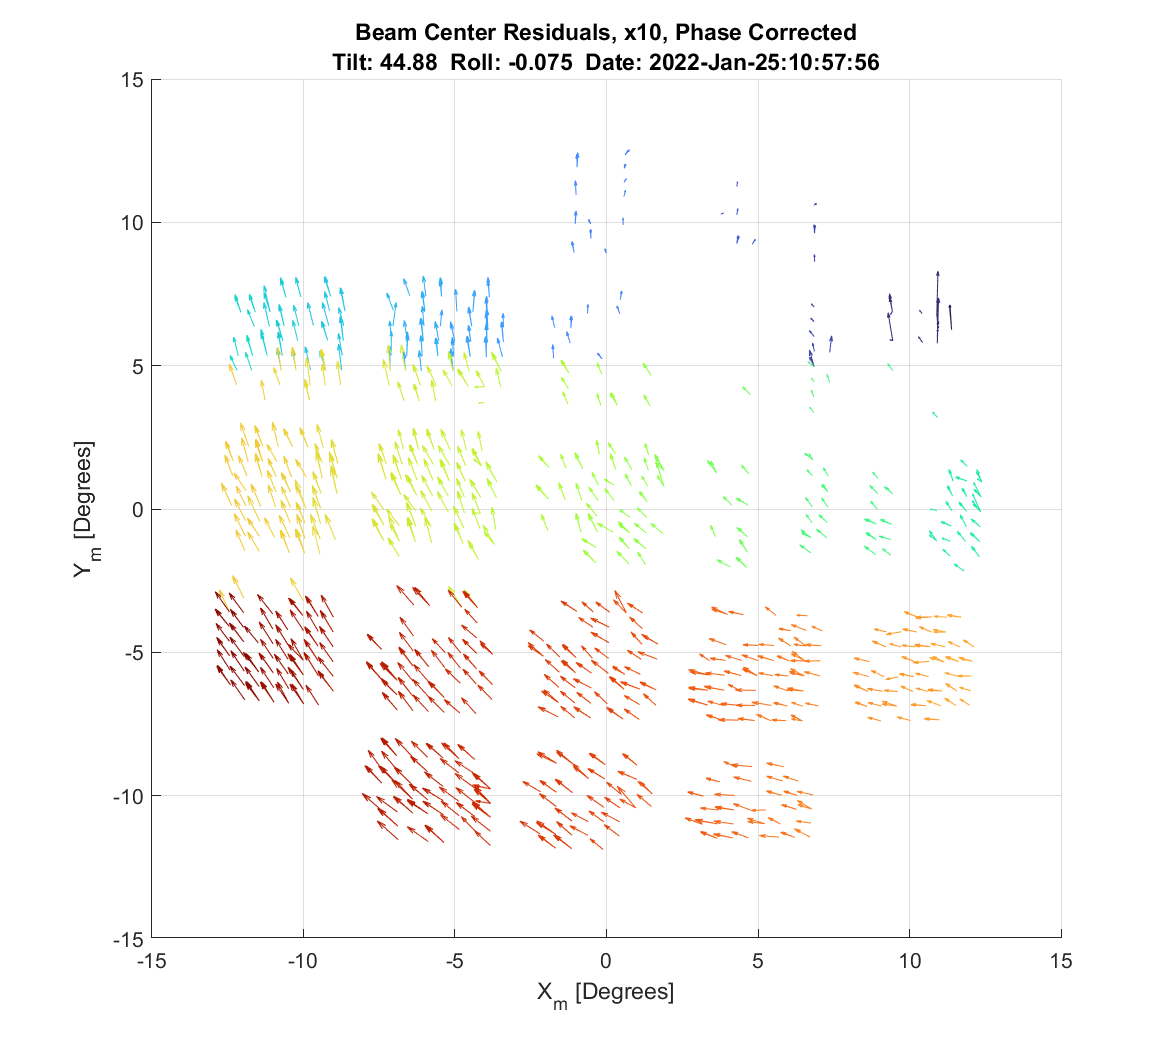 Beam Center Residuals, x10, Phase Corrected
Tilt: 44.88 Roll: -0.075 Date: 2022-Jan-25:10:57:56
15
10
5
0
-5
-10
-15
Y_m [Degrees]
-15 -10 -5 0 5 10 15
X_m [Degrees]